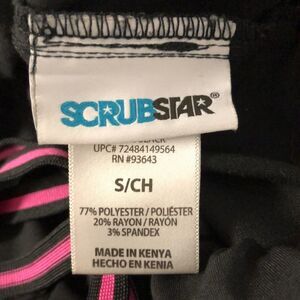 SCRUBSTAR®
BLACK
UPC# 72484149564
RN #93643
S/CH
77% POLYESTER / POLIÉSTER
20% RAYON / RAYÓN
3% SPANDEX
MADE IN KENYA
HECHO EN KENIA